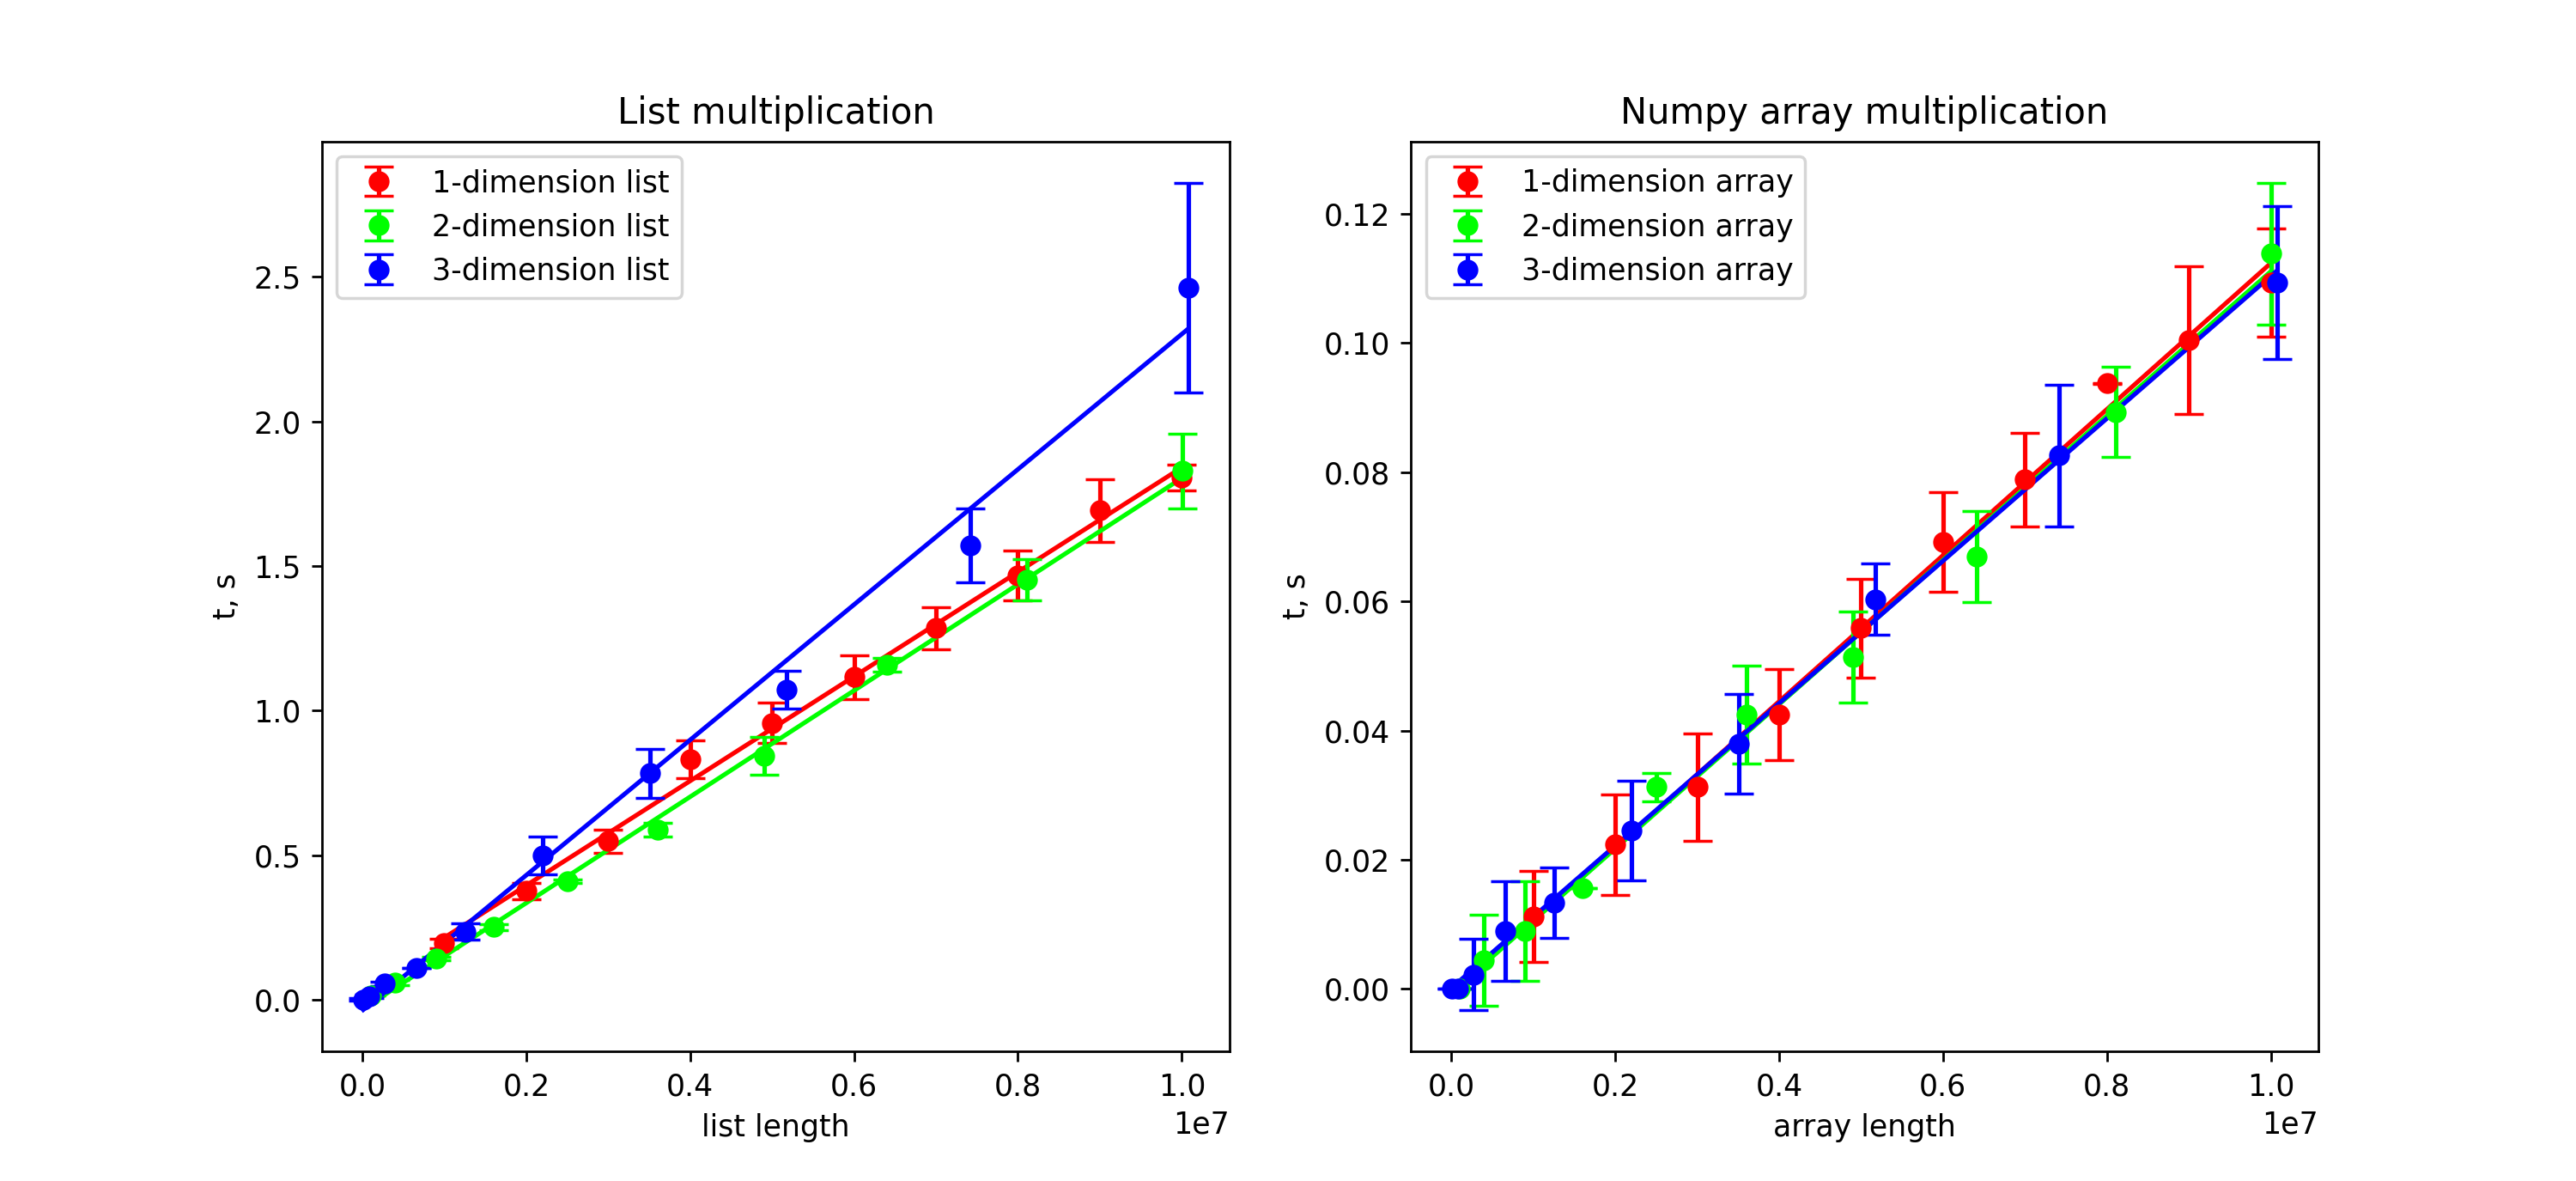 List multiplication
1-dimension list
2-dimension list
3-dimension list
2.5
2.0
1.5
1.0
0.5
0.0
t, s
0.0 0.2 0.4 0.6 0.8 1.0
1e7
list length
Numpy array multiplication
1-dimension array
2-dimension array
3-dimension array
0.12
0.10
0.08
0.06
0.04
0.02
0.00
t, s
0.0 0.2 0.4 0.6 0.8 1.0
1e7
array length